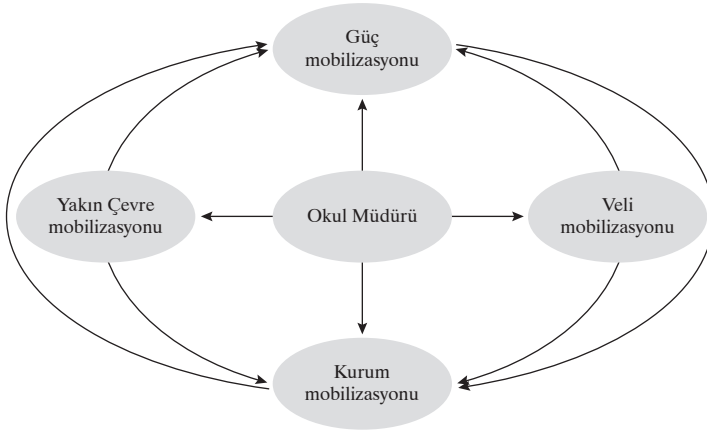 Güç
mobilizasyonu
Yakın Çevre
mobilizasyonu
Okul Müdürü
Veli
mobilizasyonu
Kurum
mobilizasyonu